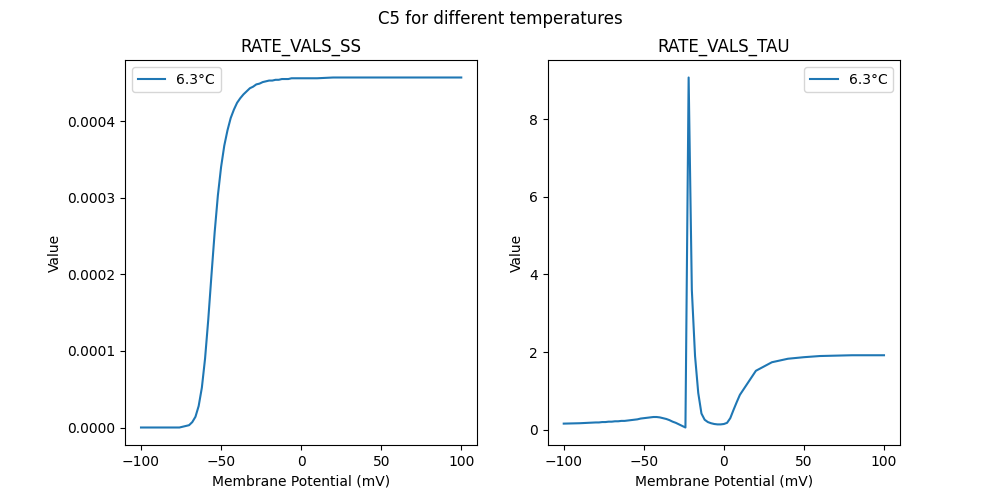 C5 for different temperatures
RATE_VALS_SS
6.3°C
Value
0.0004
0.0003
0.0002
0.0001
0.0000
−100
−50
0
50
100
Membrane Potential (mV)
RATE_VALS_TAU
6.3°C
Value
8
6
4
2
0
−100
−50
0
50
100
Membrane Potential (mV)